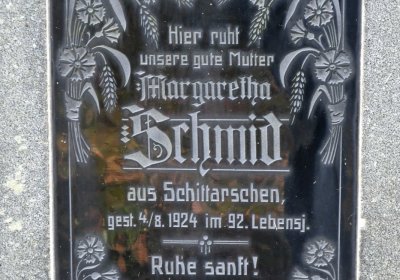 Hier ruht
unsere gute Mutter
Margaretha
Schmid
aus Schittarschen,
gest. 4/8. 1924 im 92. Lebensj.
Ruhe sanft!